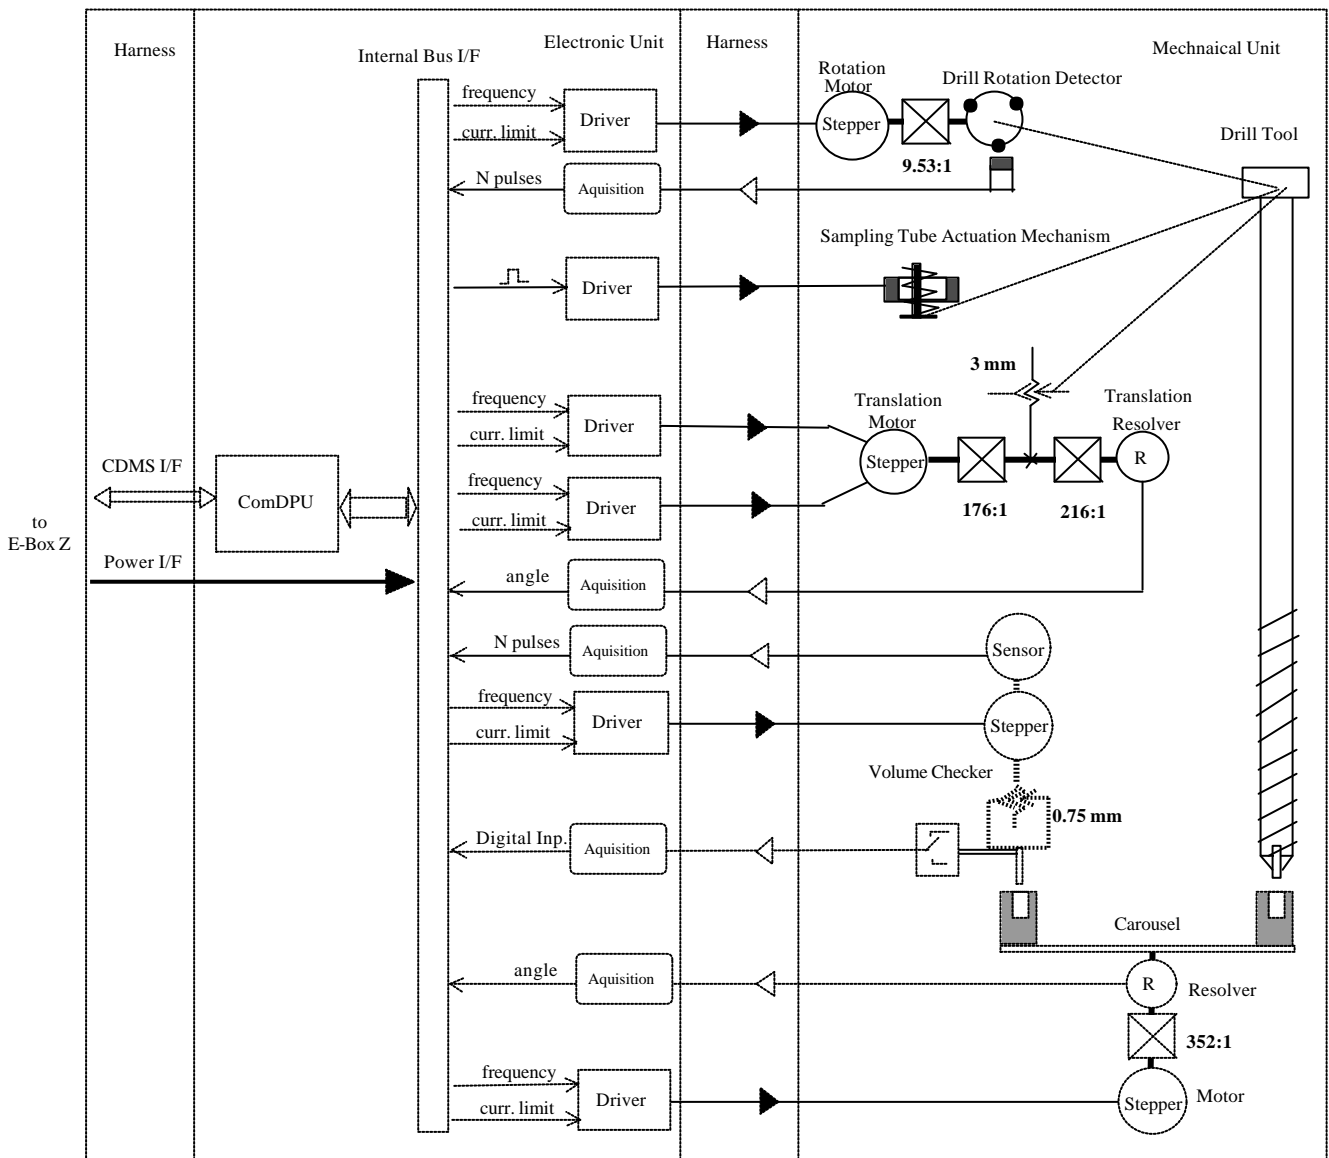 Harness
Electronic Unit
Harness
Mechnaical Unit
Internal Bus I/F
Rotation
Motor
Drill Rotation Detector
frequency
Driver
curr. limit
Stepper
9.53:1
Drill Tool
N pulses
Aquisition
Sampling Tube Actuation Mechanism
Driver
3 mm
frequency
Driver
curr. limit
Translation
Motor
Translation
Resolver
Stepper
R
176:1
216:1
CDMS I/F
ComDPU
frequency
Driver
curr. limit
to
E-Box Z
Power I/F
angle
Aquisition
N pulses
Aquisition
Sensor
frequency
Driver
curr. limit
Stepper
Volume Checker
0.75 mm
Digital Inp.
Aquisition
Carousel
angle
Aquisition
R
Resolver
352:1
frequency
Driver
curr. limit
Stepper
Motor